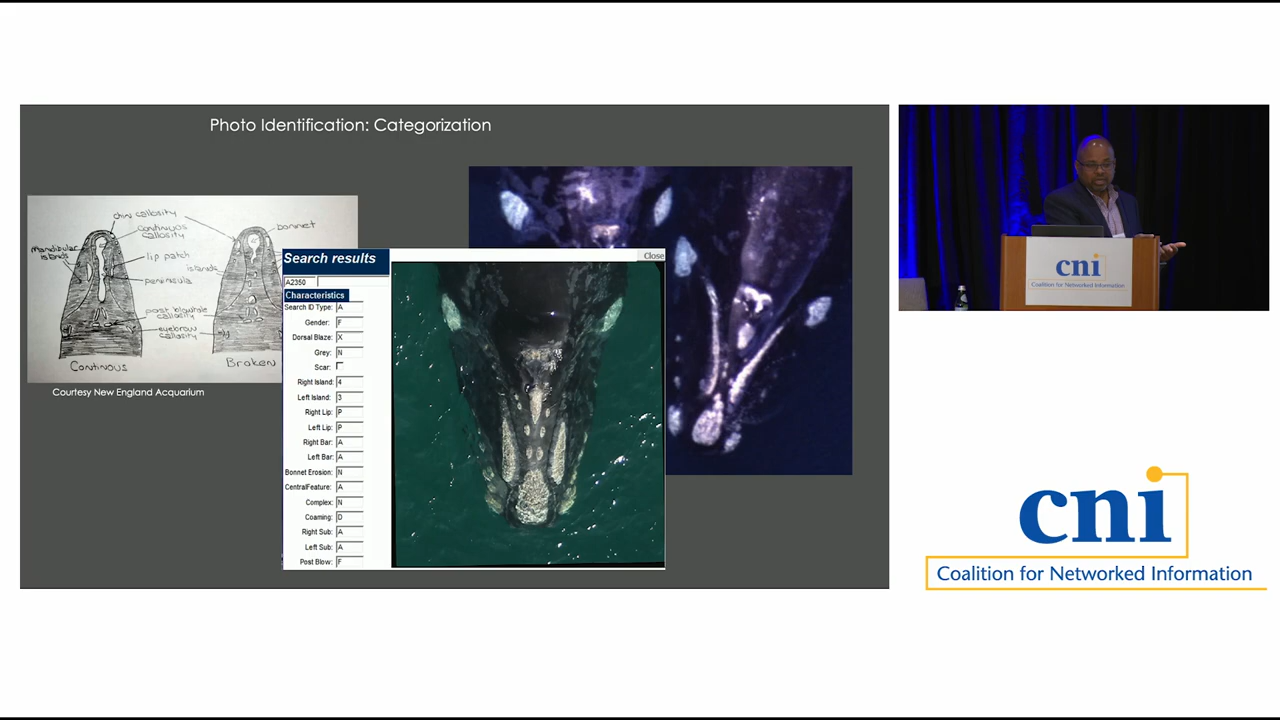 Photo Identification: Categorization
chin callosity
continuous callosity
mandibular islands
bonnet
lip patch
islands
peninsula
post blowhole callosity
eyebrow callosity
Continous
Broken
Courtesy New England Acquarium
Search results
Close
A2350
Characteristics
Search ID Type: A
Gender: F
Dorsal Blaze: X
Grey: N
Scar:
Right Island: 4
Left Island: 3
Right Lip: P
Left Lip: P
Right Bar: A
Left Bar: A
Bonnet Erosion: N
CentralFeature: A
Complex: N
Coaming: D
Right Sub: A
Left Sub: A
Post Blow: F
cni
Coalition for Networked Information
cni
Coalition for Networked Information